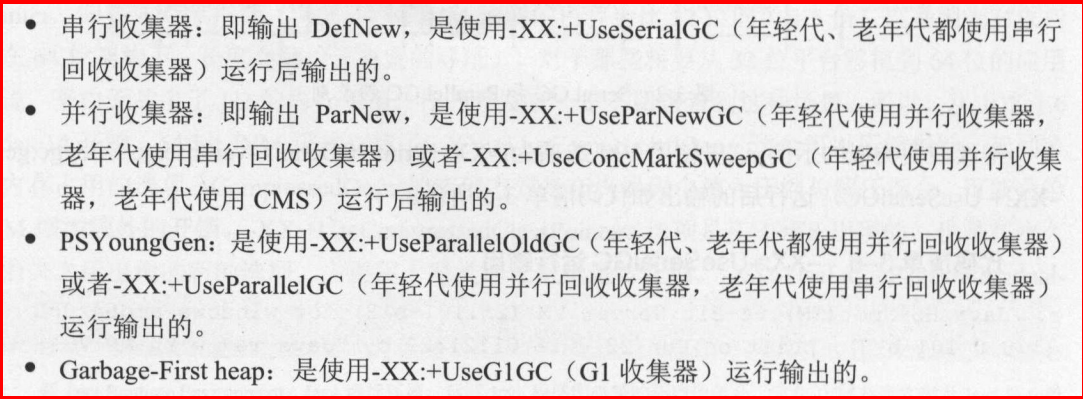 • 串行收集器：即输出 DefNew，是使用-XX:+UseSerialGC（年轻代、老年代都使用串行
回收收集器）运行后输出的。
• 并行收集器：即输出 ParNew，是使用-XX:+UseParNewGC（年轻代使用并行收集器，
老年代使用串行回收收集器）或者-XX:+UseConcMarkSweepGC（年轻代使用并行收集
器，老年代使用 CMS）运行后输出的。
• PSYoungGen：是使用-XX:+UseParallelOldGC（年轻代、老年代都使用并行回收收集器）
或者-XX:+UseParallelGC（年轻代使用并行回收收集器，老年代使用串行回收收集器）
运行输出的。
• Garbage-First heap：是使用-XX:+UseG1GC（G1 收集器）运行输出的。